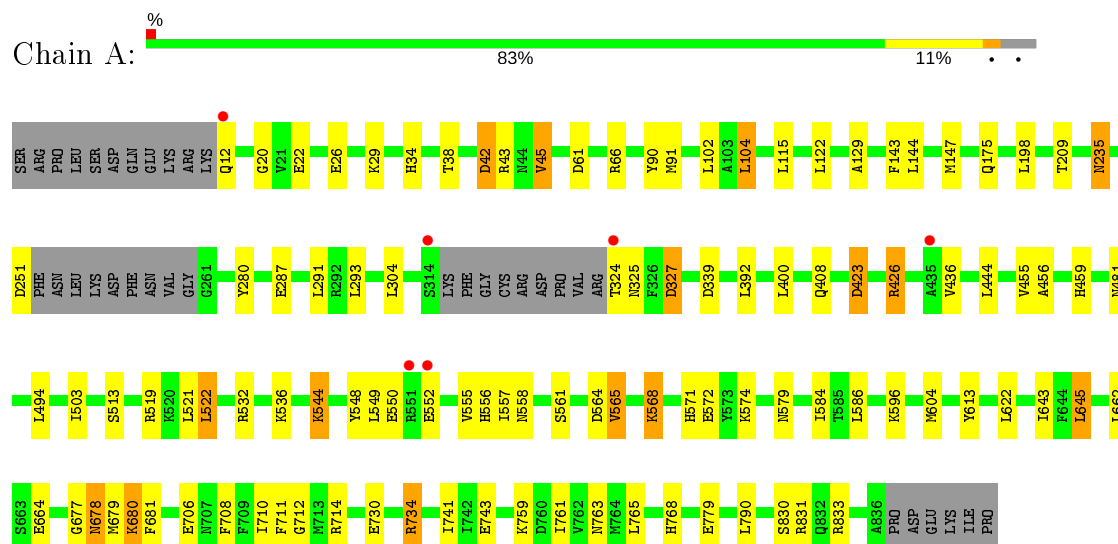 %
Chain A:
83% 11% • •
SER ARG PRO LEU SER ASP GLN GLU LYS ARG LYS Q12 G20 V21 E22 E26 K29 H34 T38 D42 R43 N44 V45 D61 R66 Y90 M91 L102 A103 L104 L115 L122 A129 F143 L144 M147 Q175 L198 T209 N235
D251 PHE ASN LEU LYS ASP PHE ASN VAL GLY G261 Y280 E287 L291 R292 L293 L304 S314 LYS PHE GLY CYS ARG ASP PRO VAL ARG T324 N325 F326 D327 D339 L392 L400 Q408 D423 R426 A435 V436 L444 V455 A456 H459
L494 I503 S513 R519 K520 L521 L522 R532 K536 K544 Y548 L549 E550 R551 E552 V555 H556 I557 N558 S561 D564 V565 K568 H571 E572 Y573 K574 N579 I584 T585 L586 K596 M604 Y613 L622 I643 F644 L645
S663 E664 G677 N678 M679 K680 F681 E706 N707 F708 F709 I710 F711 G712 M713 R714 E730 R734 I741 I742 E743 K759 D760 I761 V762 N763 M764 L765 H768 E779 L790 S830 R831 Q832 R833 A836 PRO ASP GLU LYS ILE PRO